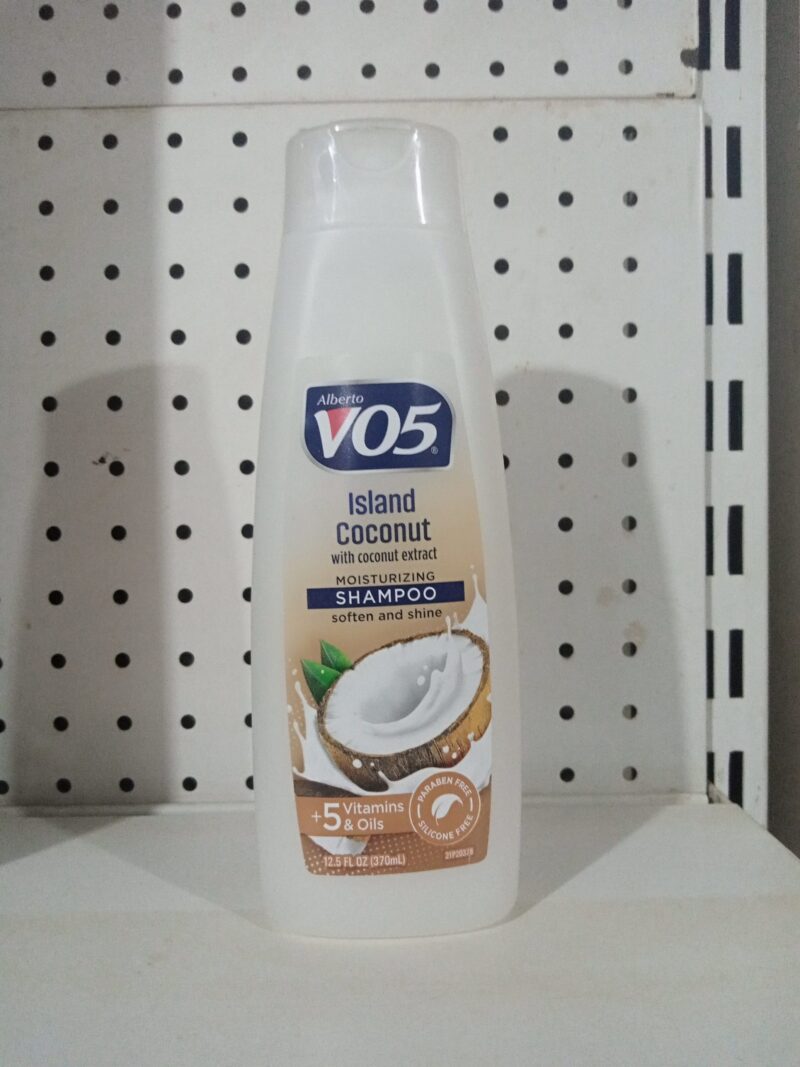 Alberto
VO5®
Island
Coconut
with coconut extract
MOISTURIZING
SHAMPOO
soften and shine
+5 Vitamins
& Oils
PARABEN FREE
SILICONE FREE
12.5 FL OZ (370mL)